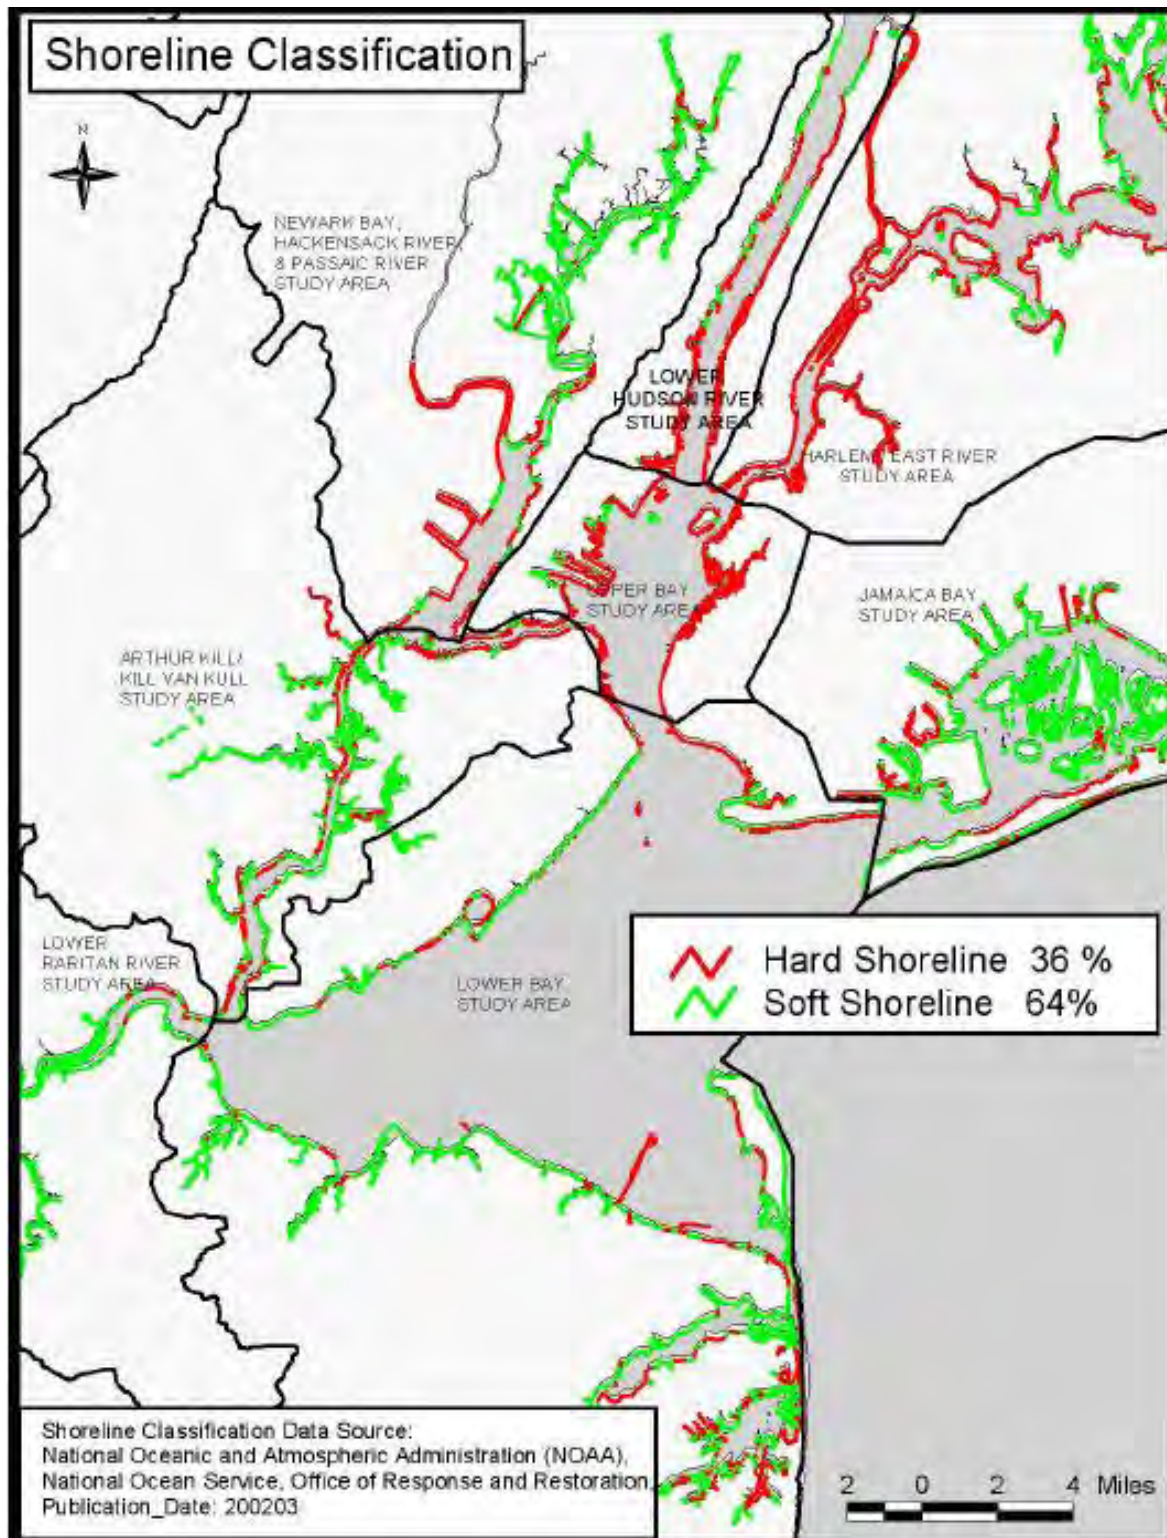 Shoreline Classification
N
NEWARK BAY,
HACKENSACK RIVER
& PASSAIC RIVER
STUDY AREA
LOWER
HUDSON RIVER
STUDY AREA
HARLEM/ EAST RIVER
STUDY AREA
UPPER BAY
STUDY AREA
JAMAICA BAY
STUDY AREA
ARTHUR KILL/
KILL VAN KULL
STUDY AREA
LOWER
RARITAN RIVER
STUDY AREA
LOWER BAY
STUDY AREA
Hard Shoreline 36 %
Soft Shoreline 64%
Shoreline Classification Data Source:
National Oceanic and Atmospheric Administration (NOAA),
National Ocean Service, Office of Response and Restoration,
Publication_Date: 200203
2 0 2 4 Miles